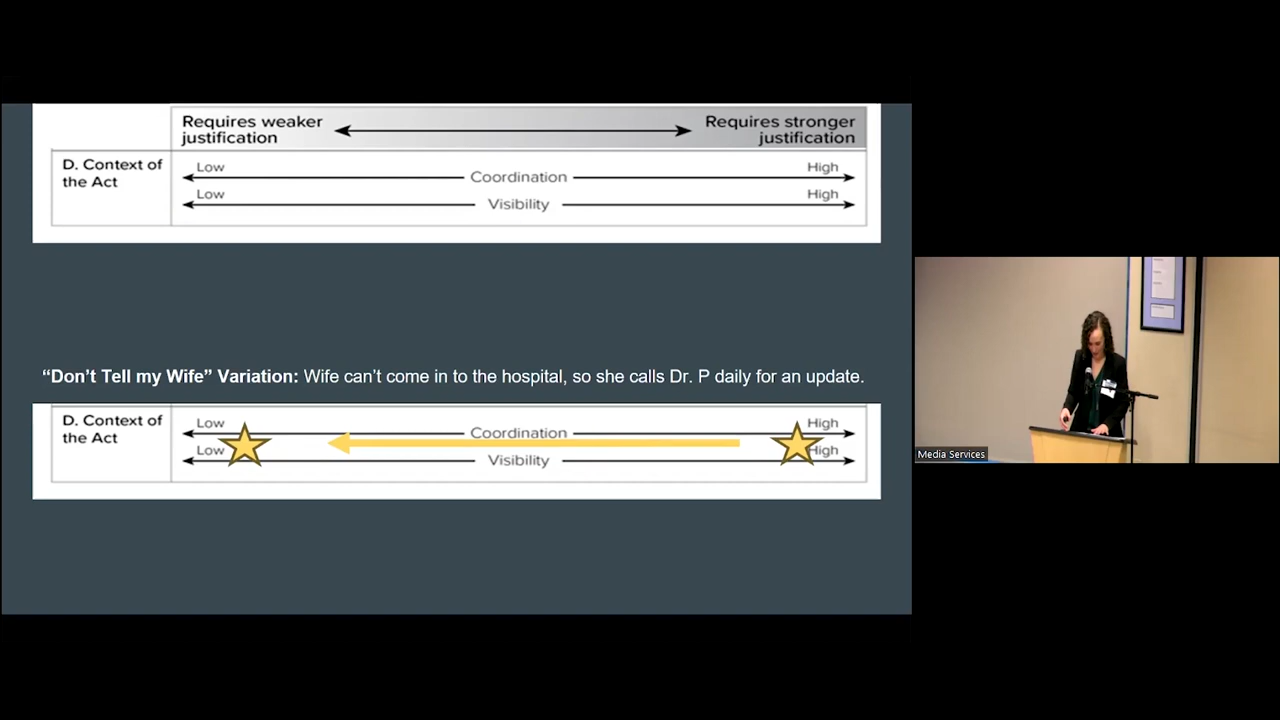 Requires weaker
justification
Requires stronger
justification
D. Context of
the Act
Low
High
Coordination
Low
High
Visibility
“Don’t Tell my Wife” Variation: Wife can’t come in to the hospital, so she calls Dr. P daily for an update.
D. Context of
the Act
Low
High
Coordination
Low
High
Visibility
Media Services